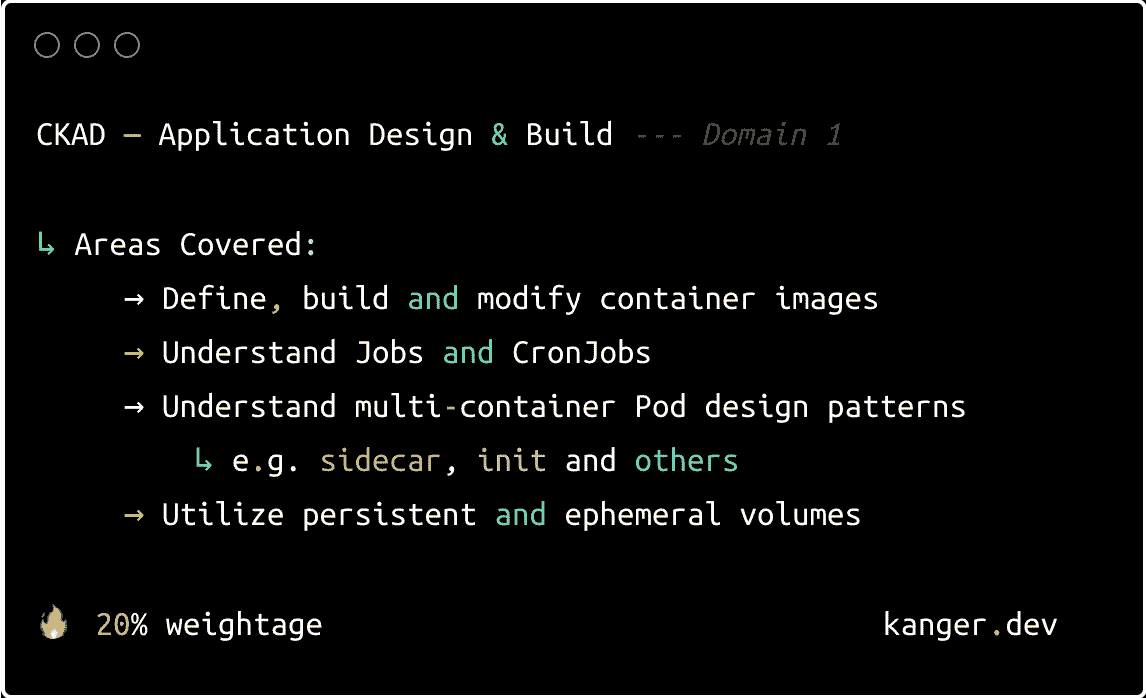 CKAD – Application Design & Build --- Domain 1
↳ Areas Covered:
→ Define, build and modify container images
→ Understand Jobs and CronJobs
→ Understand multi-container Pod design patterns
↳ e.g. sidecar, init and others
→ Utilize persistent and ephemeral volumes
🔥 20% weightage
kanger.dev